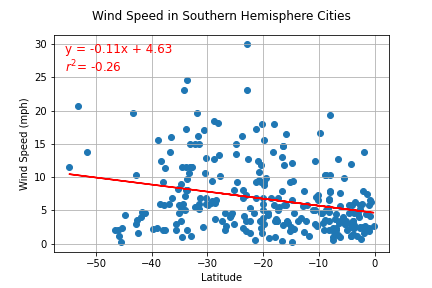 Wind Speed in Southern Hemisphere Cities
y = -0.11x + 4.63
r²= -0.26
30
25
20
15
10
5
0
Wind Speed (mph)
−50 −40 −30 −20 −10 0
Latitude